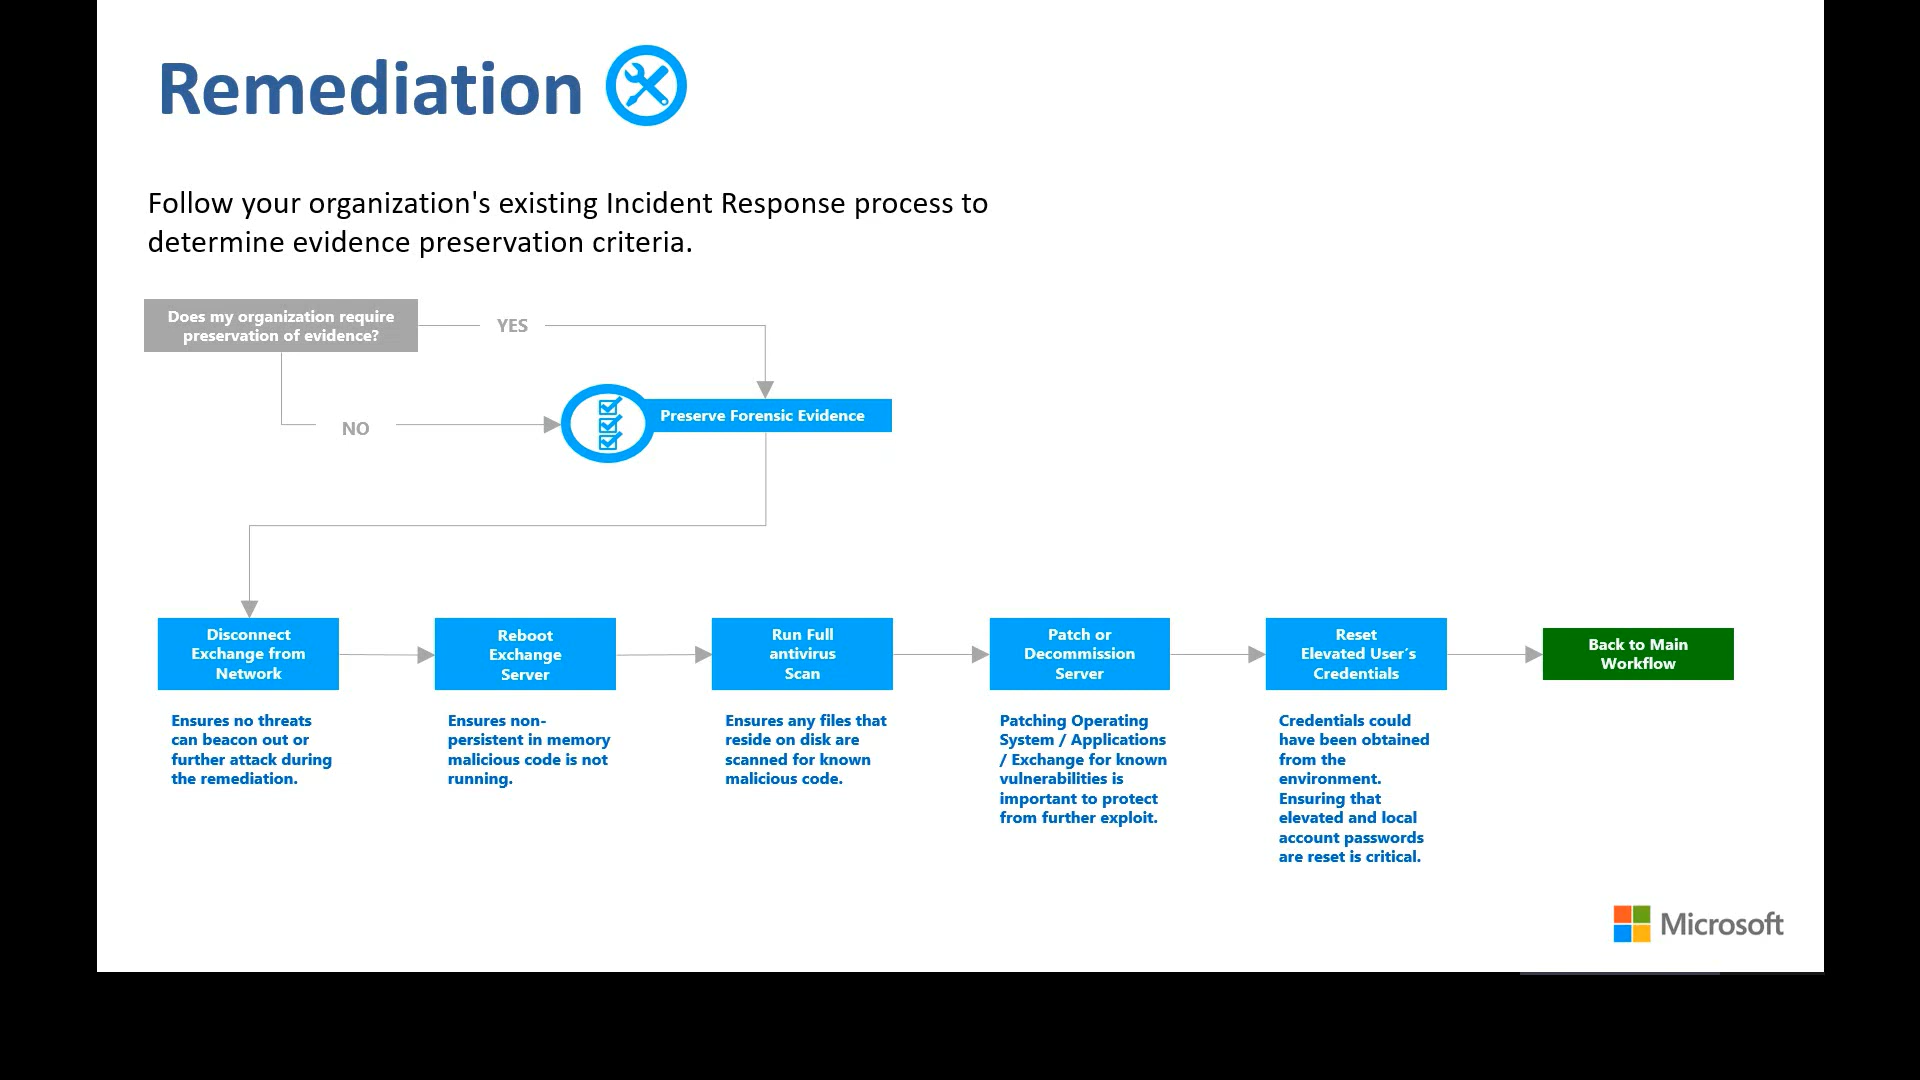 Remediation
Follow your organization's existing Incident Response process to
determine evidence preservation criteria.
Does my organization require
preservation of evidence?
YES
NO
Preserve Forensic Evidence
Disconnect
Exchange from
Network
Ensures no threats
can beacon out or
further attack during
the remediation.
Reboot
Exchange
Server
Ensures non-
persistent in memory
malicious code is not
running.
Run Full
antivirus
Scan
Ensures any files that
reside on disk are
scanned for known
malicious code.
Patch or
Decommission
Server
Patching Operating
System / Applications
/ Exchange for known
vulnerabilities is
important to protect
from further exploit.
Reset
Elevated User´s
Credentials
Credentials could
have been obtained
from the
environment.
Ensuring that
elevated and local
account passwords
are reset is critical.
Back to Main
Workflow
Microsoft